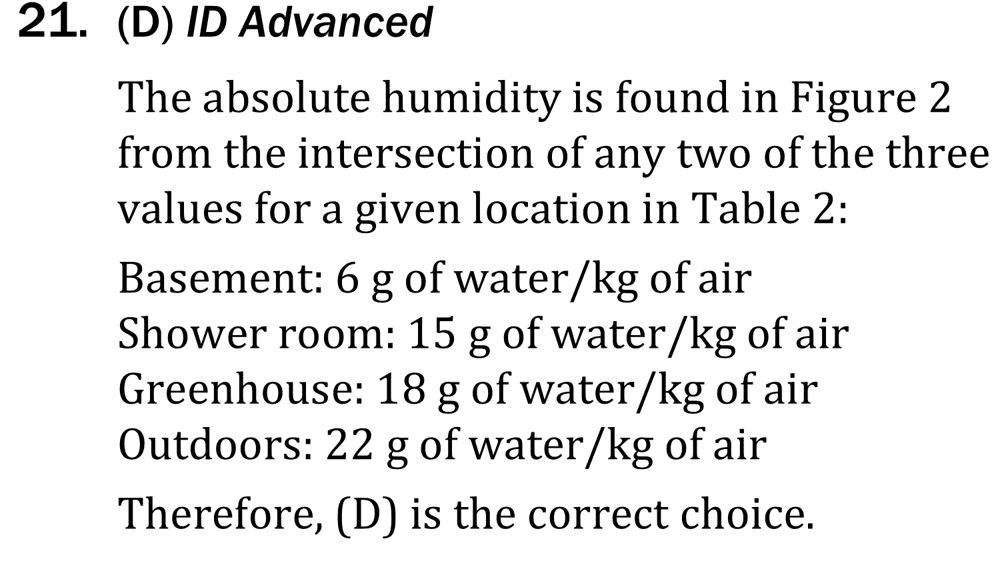 21. (D) ID Advanced
The absolute humidity is found in Figure 2
from the intersection of any two of the three
values for a given location in Table 2:
Basement: 6 g of water/kg of air
Shower room: 15 g of water/kg of air
Greenhouse: 18 g of water/kg of air
Outdoors: 22 g of water/kg of air
Therefore, (D) is the correct choice.